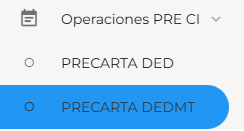 Operaciones PRE CI
PRECARTA DED
PRECARTA DEDMT